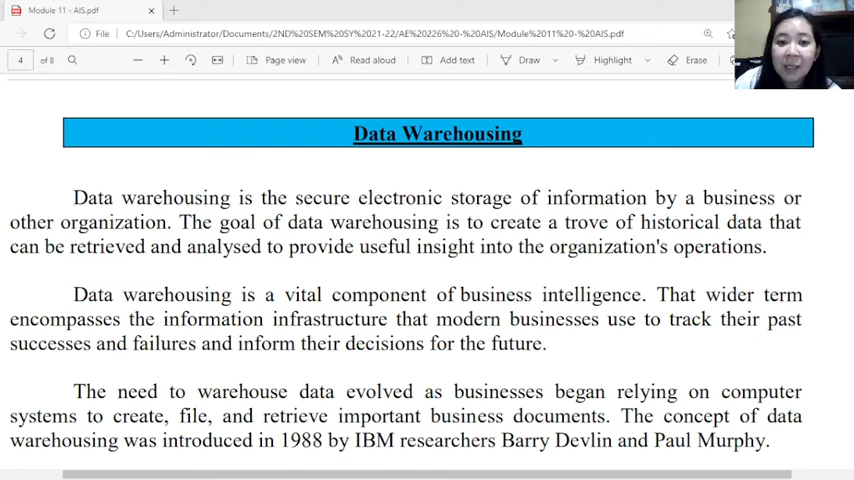 Module 11 - AIS.pdf
File C:/Users/Administrator/Documents/2ND%20SEM%20SY%2021-22/AE%20226%20-%20AIS/Module%2011%20-%20AIS.pdf
4 of 8 Page view Read aloud Add text Draw Highlight Erase
Data Warehousing
Data warehousing is the secure electronic storage of information by a business or
other organization. The goal of data warehousing is to create a trove of historical data that
can be retrieved and analysed to provide useful insight into the organization's operations.
Data warehousing is a vital component of business intelligence. That wider term
encompasses the information infrastructure that modern businesses use to track their past
successes and failures and inform their decisions for the future.
The need to warehouse data evolved as businesses began relying on computer
systems to create, file, and retrieve important business documents. The concept of data
warehousing was introduced in 1988 by IBM researchers Barry Devlin and Paul Murphy.